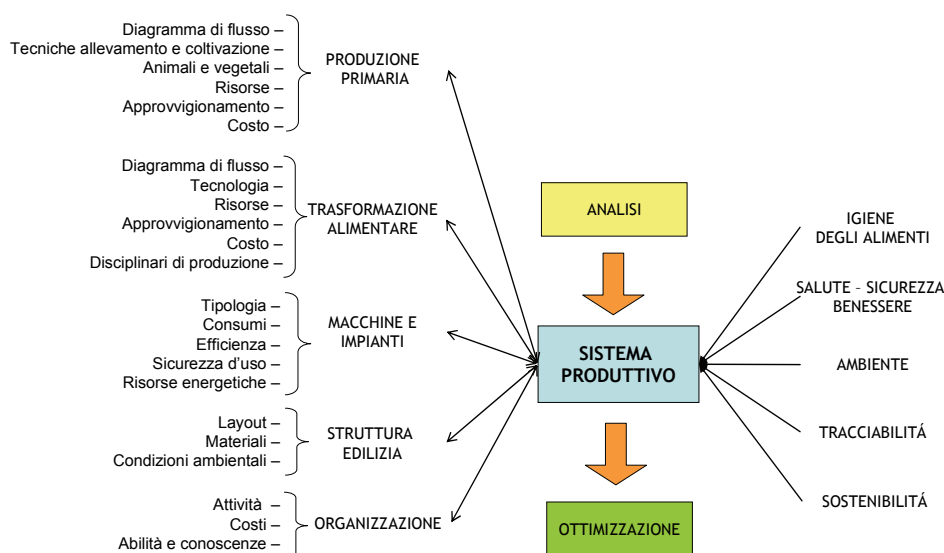 Diagramma di flusso –
Tecniche allevamento e coltivazione –
Animali e vegetali –
Risorse –
Approvvigionamento –
Costo –
PRODUZIONE
PRIMARIA
Diagramma di flusso –
Tecnologia –
Risorse –
Approvvigionamento –
Costo –
Disciplinari di produzione –
TRASFORMAZIONE
ALIMENTARE
Tipologia –
Consumi –
Efficienza –
Sicurezza d'uso –
Risorse energetiche –
MACCHINE E
IMPIANTI
Layout –
Materiali –
Condizioni ambientali –
STRUTTURA
EDILIZIA
Attività –
Costi –
Abilità e conoscenze –
ORGANIZZAZIONE
ANALISI
SISTEMA
PRODUTTIVO
OTTIMIZZAZIONE
IGIENE
DEGLI ALIMENTI
SALUTE – SICUREZZA
BENESSERE
AMBIENTE
TRACCIABILITÁ
SOSTENIBILITÁ